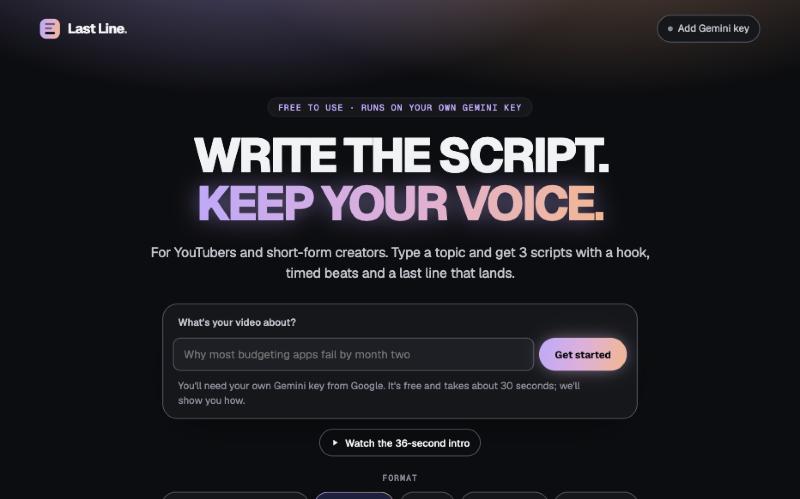 Last Line.
Add Gemini key
FREE TO USE · RUNS ON YOUR OWN GEMINI KEY
WRITE THE SCRIPT.
KEEP YOUR VOICE.
For YouTubers and short-form creators. Type a topic and get 3 scripts with a hook,
timed beats and a last line that lands.
What's your video about?
Why most budgeting apps fail by month two
Get started
You'll need your own Gemini key from Google. It's free and takes about 30 seconds; we'll
show you how.
Watch the 36-second intro
FORMAT